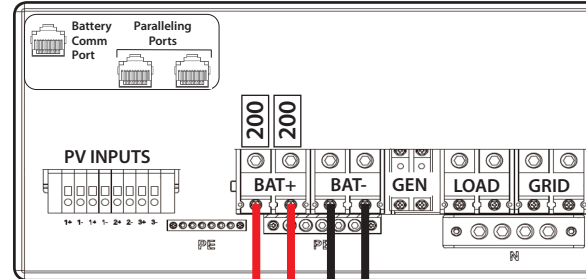 Battery
Comm
Port
Paralleling
Ports
200
200
PV INPUTS
BAT+
BAT-
GEN
LOAD
GRID
1+ 1- 1+ 1- 2+ 2- 3+ 3-
PE
PE
N